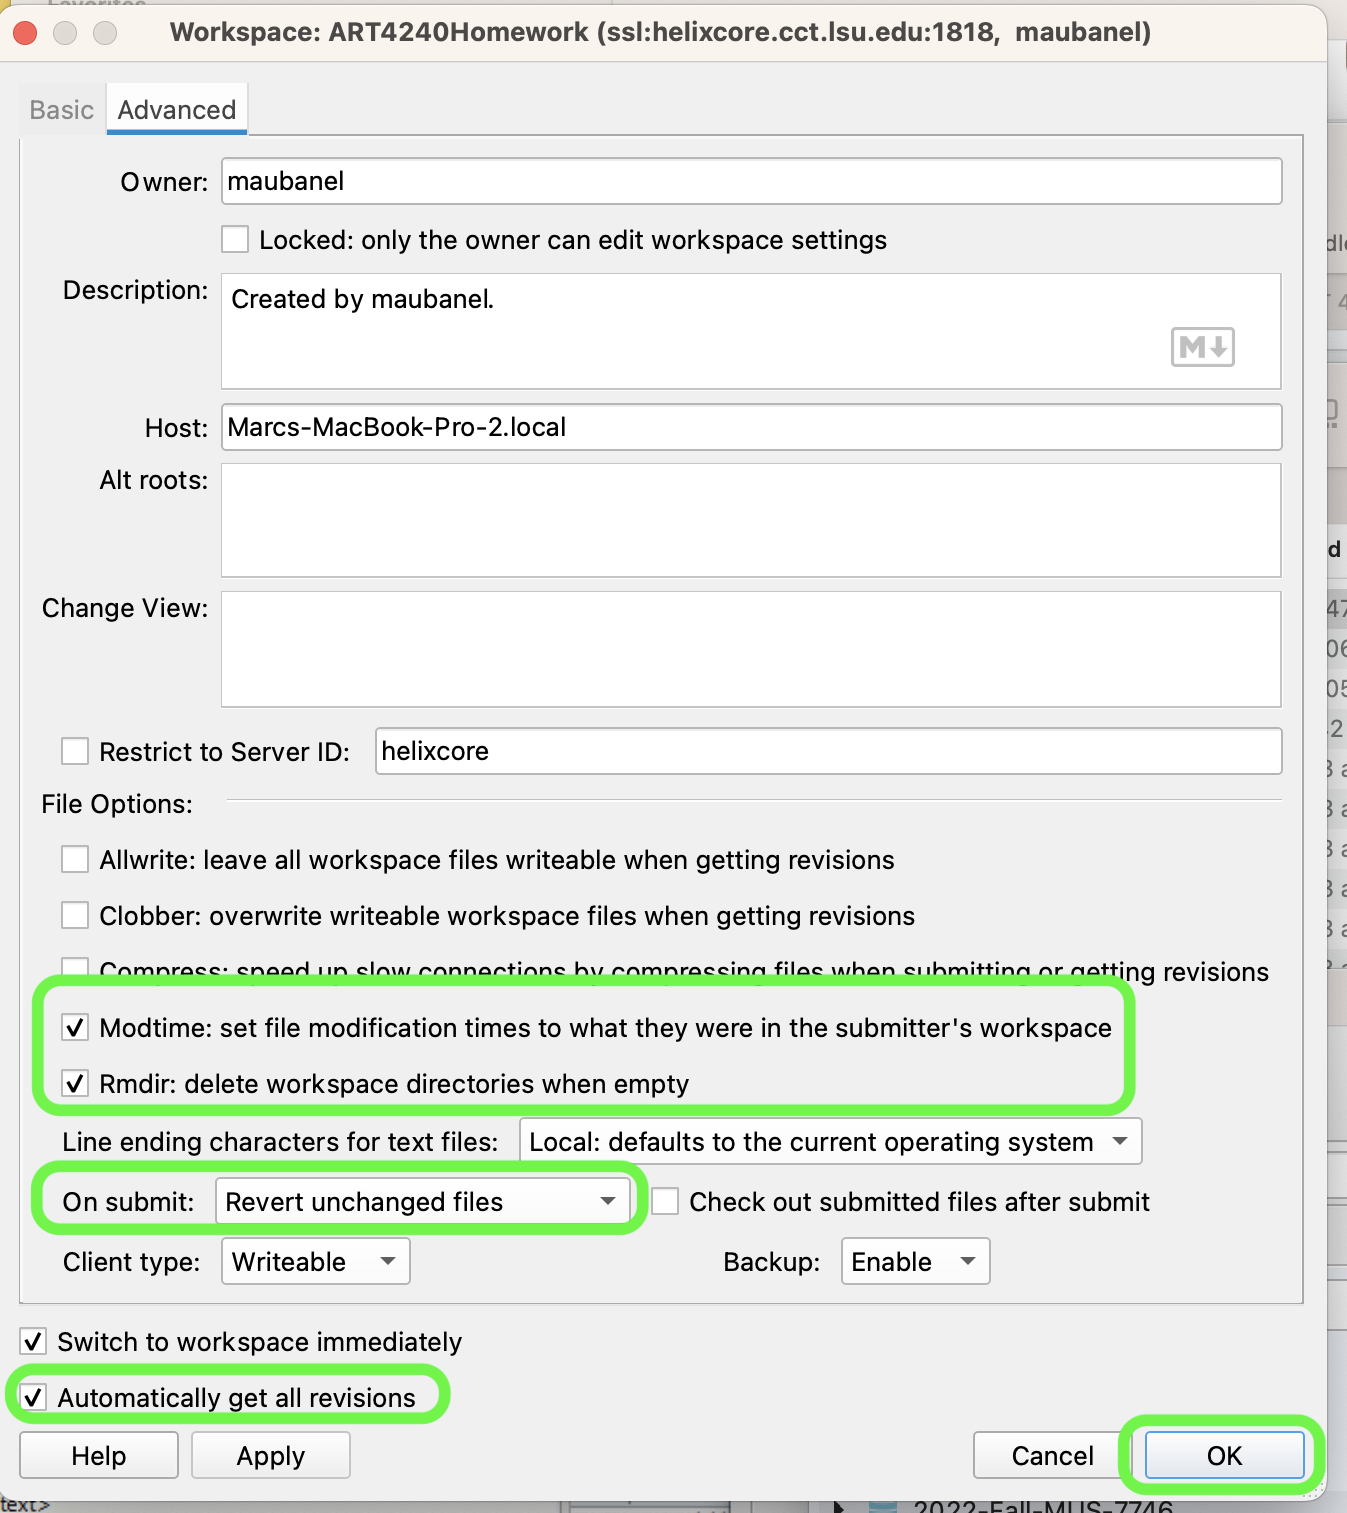 Workspace: ART4240Homework (ssl:helixcore.cct.lsu.edu:1818, maubanel)
Basic
Advanced
Owner: maubanel
Locked: only the owner can edit workspace settings
Description: Created by maubanel.
M
Host: Marcs-MacBook-Pro-2.local
Alt roots:
Change View:
Restrict to Server ID: helixcore
File Options:
Allwrite: leave all workspace files writeable when getting revisions
Clobber: overwrite writeable workspace files when getting revisions
Compress: speed up slow connections by compressing files when submitting or getting revisions
Modtime: set file modification times to what they were in the submitter's workspace
Rmdir: delete workspace directories when empty
Line ending characters for text files: Local: defaults to the current operating system
On submit: Revert unchanged files Check out submitted files after submit
Client type: Writeable Backup: Enable
Switch to workspace immediately
Automatically get all revisions
Help Apply Cancel OK
text>
2022-Fall-MUS-7746